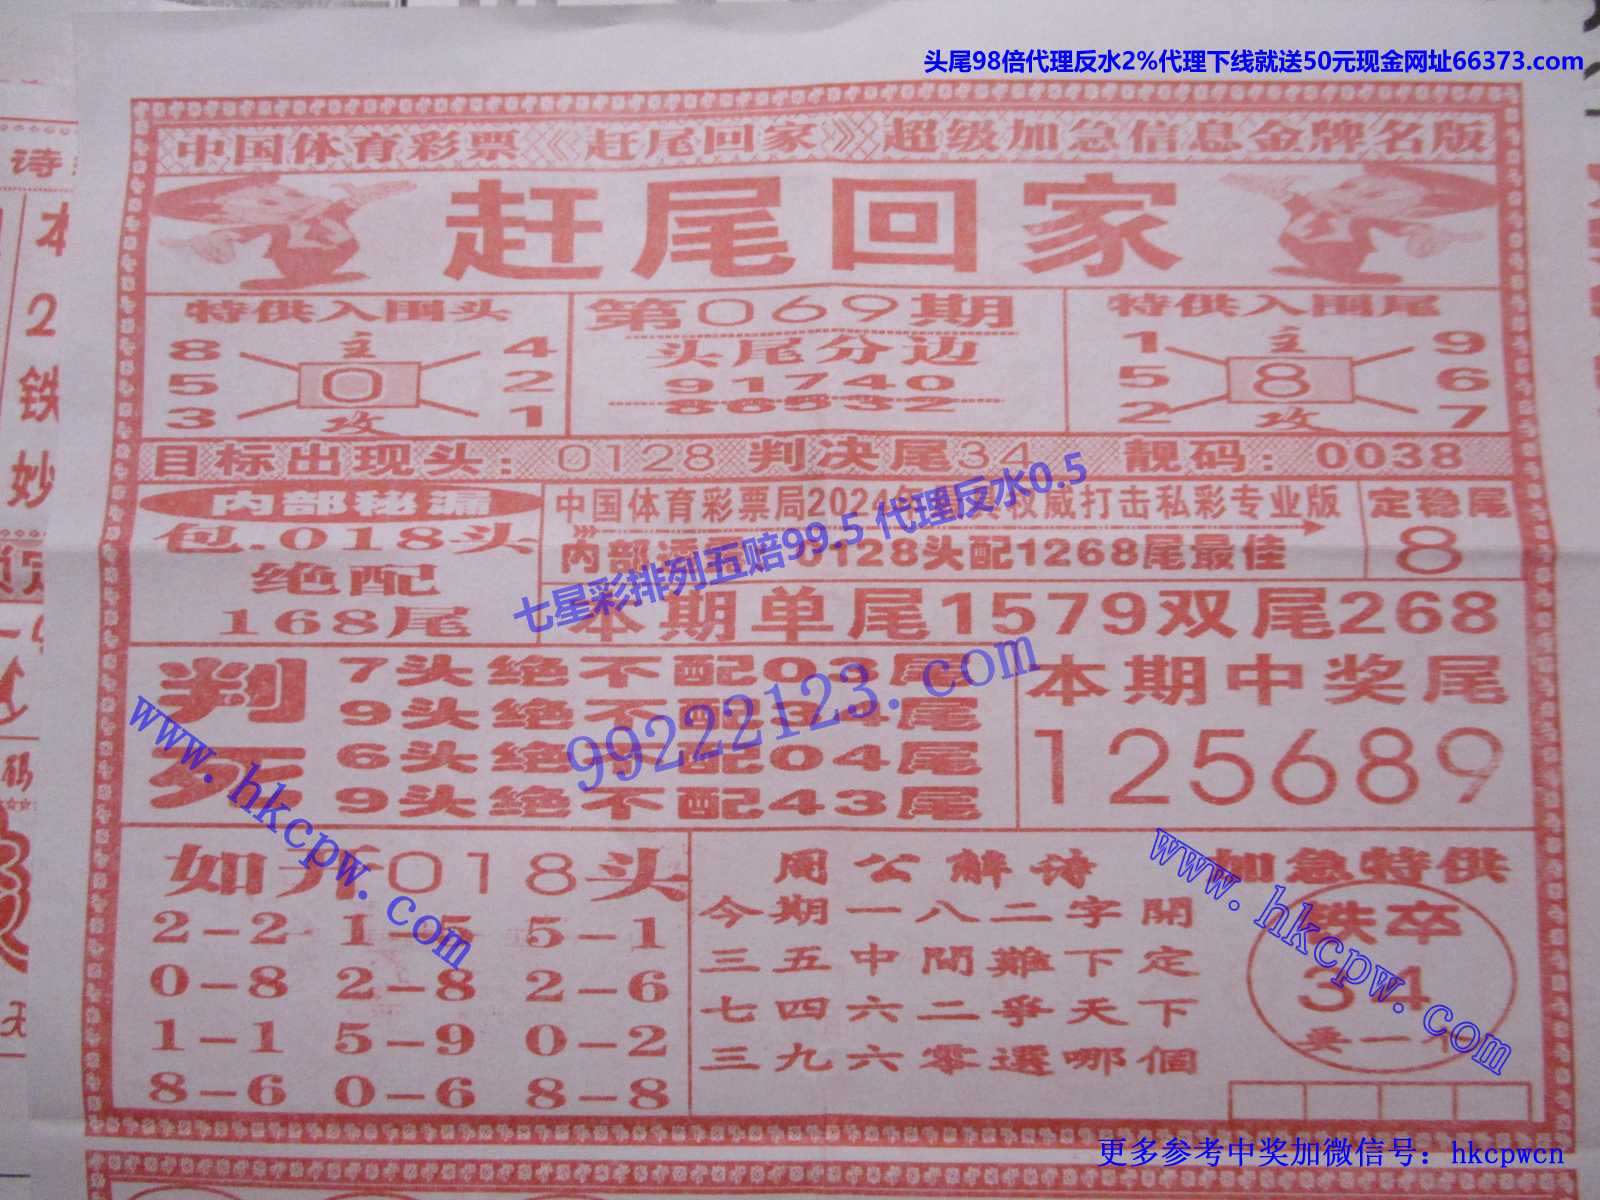 头尾98倍代理反水2%代理下线就送50元现金网址66373.com
中国体育彩票《赶尾回家》超级加急信息金牌名版
赶尾回家
特供入围头
8 主 4
5 0 2
3 攻 1
第069期
头尾分边
91740
86532
特供入围尾
1 主 9
5 8 6
2 攻 7
目标出现头：0128 判决尾34 靓码：0038
内部秘漏
包.018头
绝配
168尾
中国体育彩票局2024年 威打击私彩专业版
内部 0128头配1268尾最佳
定稳尾
8
本期单尾1579双尾268
判死
7头绝不配03尾
9头绝不配 4尾
6头绝不配04尾
9头绝不配43尾
本期中奖尾
125689
如开018头
2-2 1-5 5-1
0-8 2-8 2-6
1-1 5-9 0-2
8-6 0-6 8-8
周公解诗
今期一八二字開
三五中間難下定
七四六二爭天下
三九六零選哪個
加急特供
铁卒
34
要一个
七星彩排列五赔99.5 代理反水0.5
99222123.com
www.hkcpw.com
www.hkcpw.com
更多参考中奖加微信号：hkcpwcn
诗
本
2
铁
妙
码
天